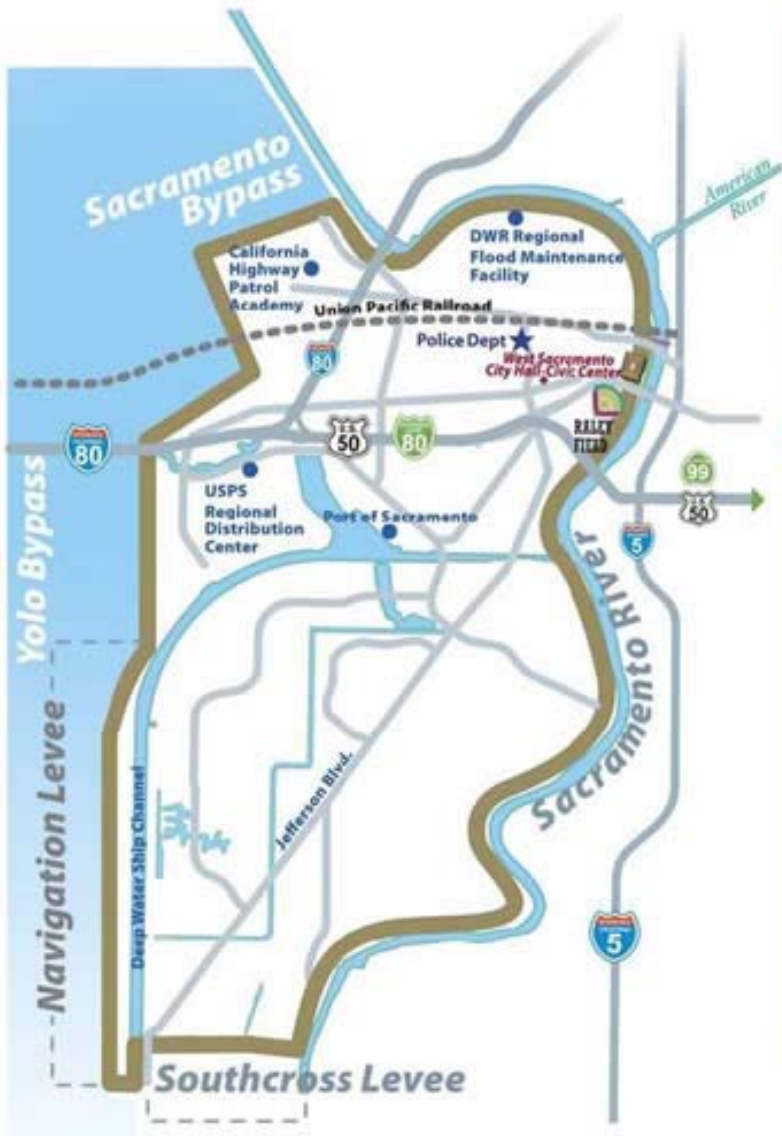 Sacramento
Bypass
American
River
DWR Regional
Flood Maintenance
Facility
California
Highway
Patrol
Academy
Union Pacific Railroad
Police Dept
West Sacramento
City Hall-Civic Center
80
80
U.S.
50
80
RALEY
FIELD
99
50
5
USPS
Regional
Distribution
Center
Port of Sacramento
Yolo Bypass
Sacramento River
Navigation Levee
Deep Water Ship Channel
Jefferson Blvd.
5
Southcross Levee